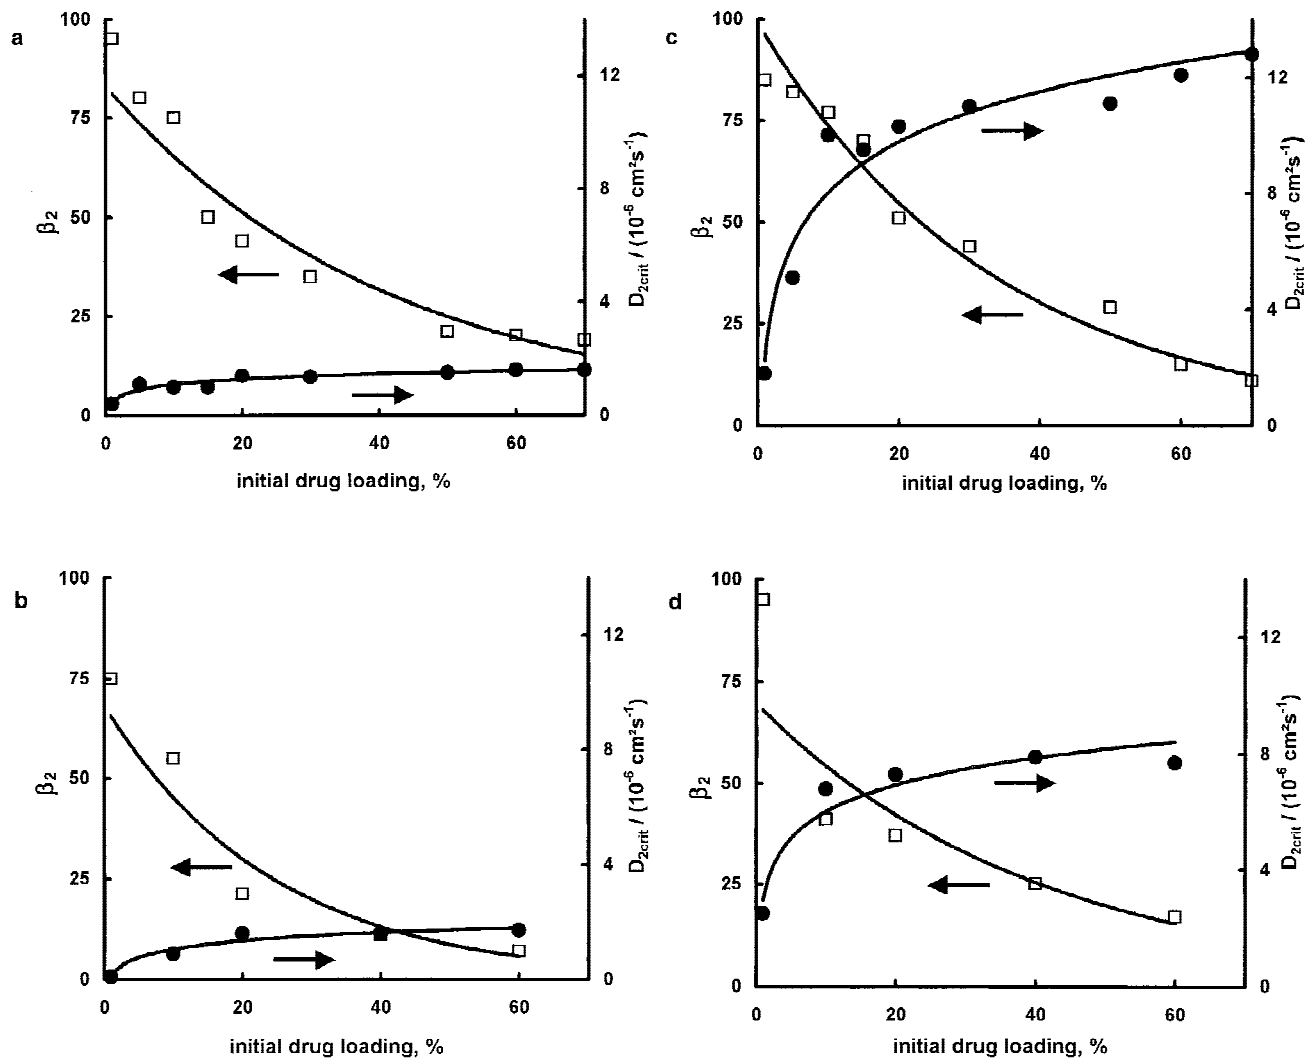 a
100
75
50
25
0
β₂
12
8
4
0
D₂crit / (10⁻⁶ cm²s⁻¹)
0 20 40 60
initial drug loading, %
c
100
75
50
25
0
β₂
12
8
4
0
D₂crit / (10⁻⁶ cm²s⁻¹)
0 20 40 60
initial drug loading, %
b
100
75
50
25
0
β₂
12
8
4
0
D₂crit / (10⁻⁶ cm²s⁻¹)
0 20 40 60
initial drug loading, %
d
100
75
50
25
0
β₂
12
8
4
0
D₂crit / (10⁻⁶ cm²s⁻¹)
0 20 40 60
initial drug loading, %